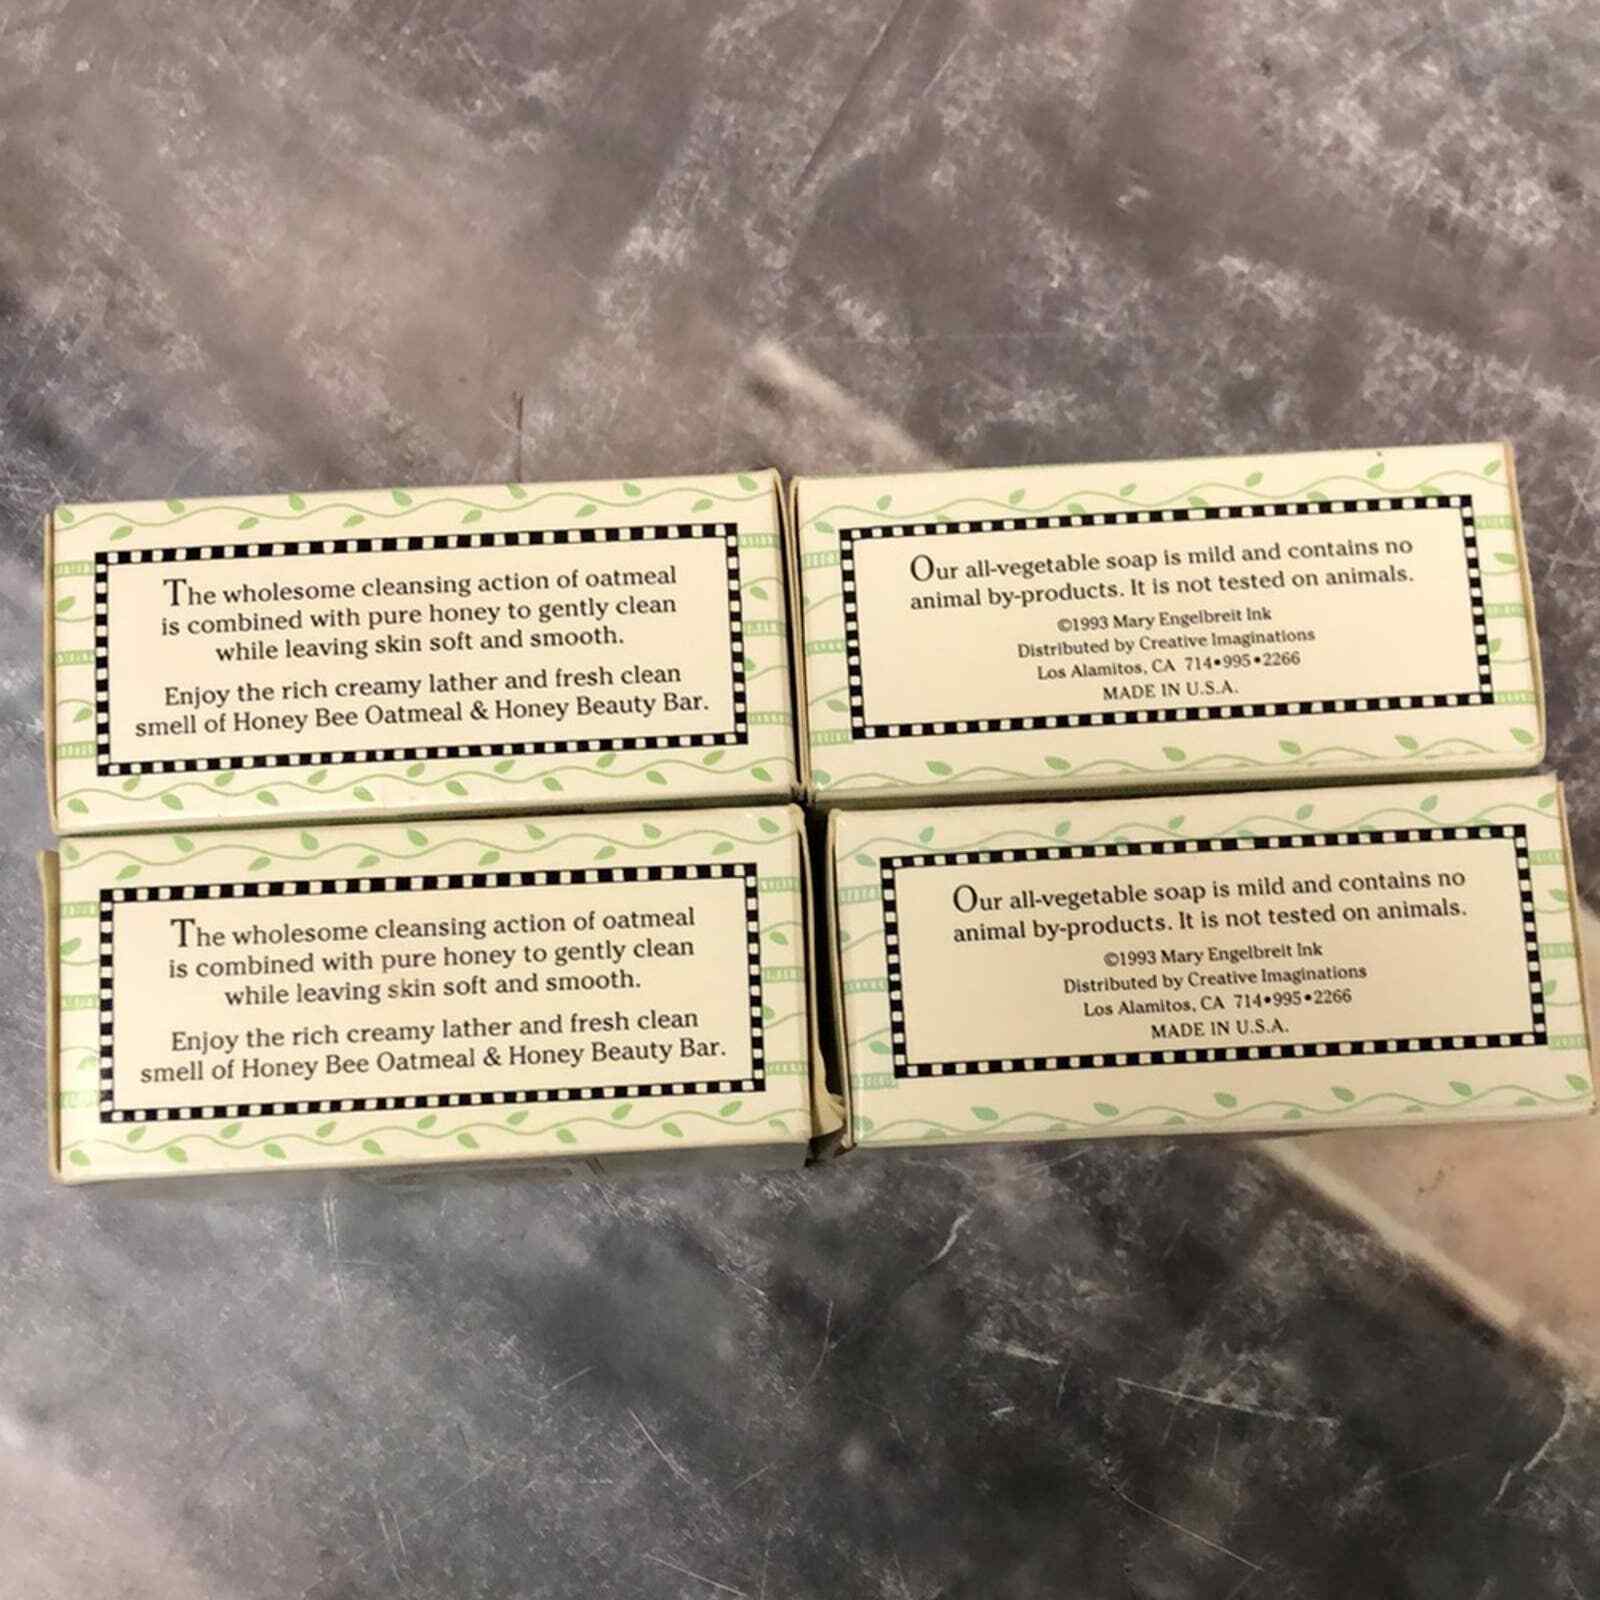 The wholesome cleansing action of oatmeal
is combined with pure honey to gently clean
while leaving skin soft and smooth.
Enjoy the rich creamy lather and fresh clean
smell of Honey Bee Oatmeal & Honey Beauty Bar.
Our all-vegetable soap is mild and contains no
animal by-products. It is not tested on animals.
©1993 Mary Engelbreit Ink
Distributed by Creative Imaginations
Los Alamitos, CA 714•995•2266
MADE IN U.S.A.
The wholesome cleansing action of oatmeal
is combined with pure honey to gently clean
while leaving skin soft and smooth.
Enjoy the rich creamy lather and fresh clean
smell of Honey Bee Oatmeal & Honey Beauty Bar.
Our all-vegetable soap is mild and contains no
animal by-products. It is not tested on animals.
©1993 Mary Engelbreit Ink
Distributed by Creative Imaginations
Los Alamitos, CA 714•995•2266
MADE IN U.S.A.